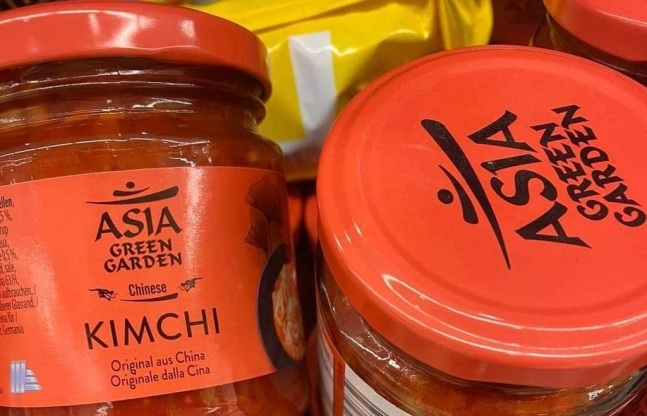 ASIA
GREEN
GARDEN
Chinese
KIMCHI
Original aus China
Originale dalla Cina
ASIA
GREEN
GARDEN